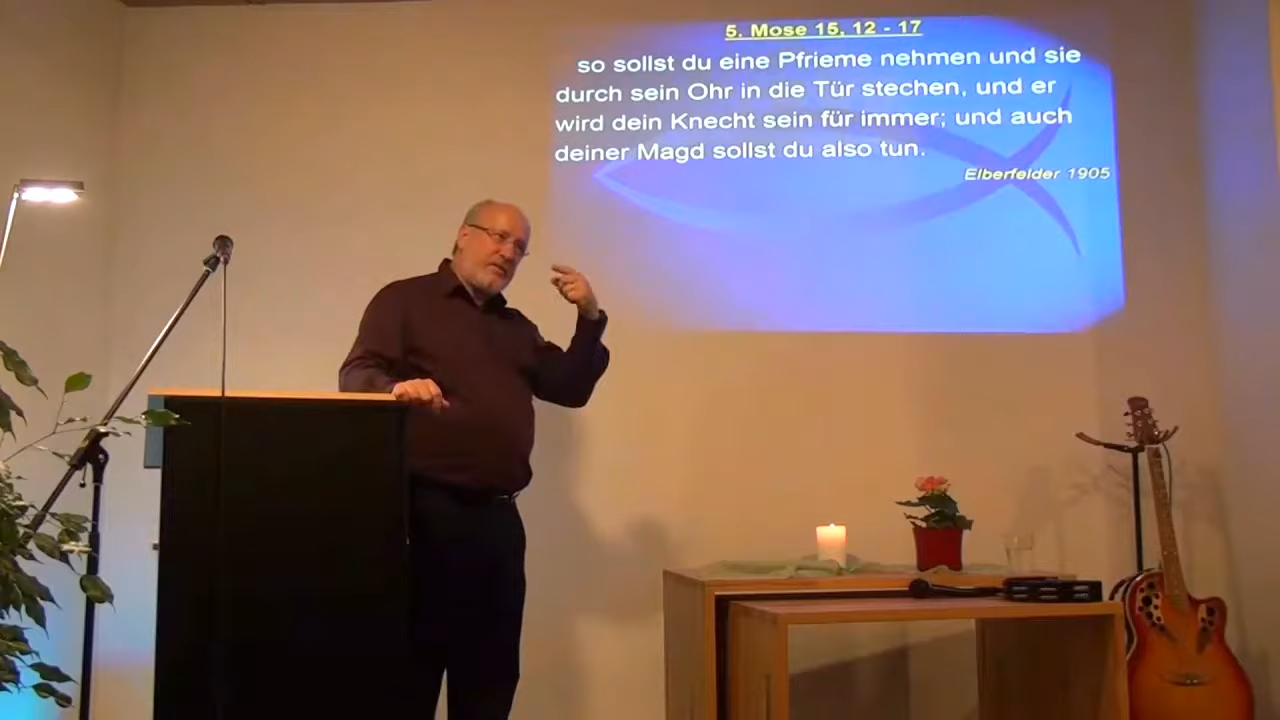 5. Mose 15, 12 - 17
so sollst du eine Pfrieme nehmen und sie
durch sein Ohr in die Tür stechen, und er
wird dein Knecht sein für immer; und auch
deiner Magd sollst du also tun.
Elberfelder 1905